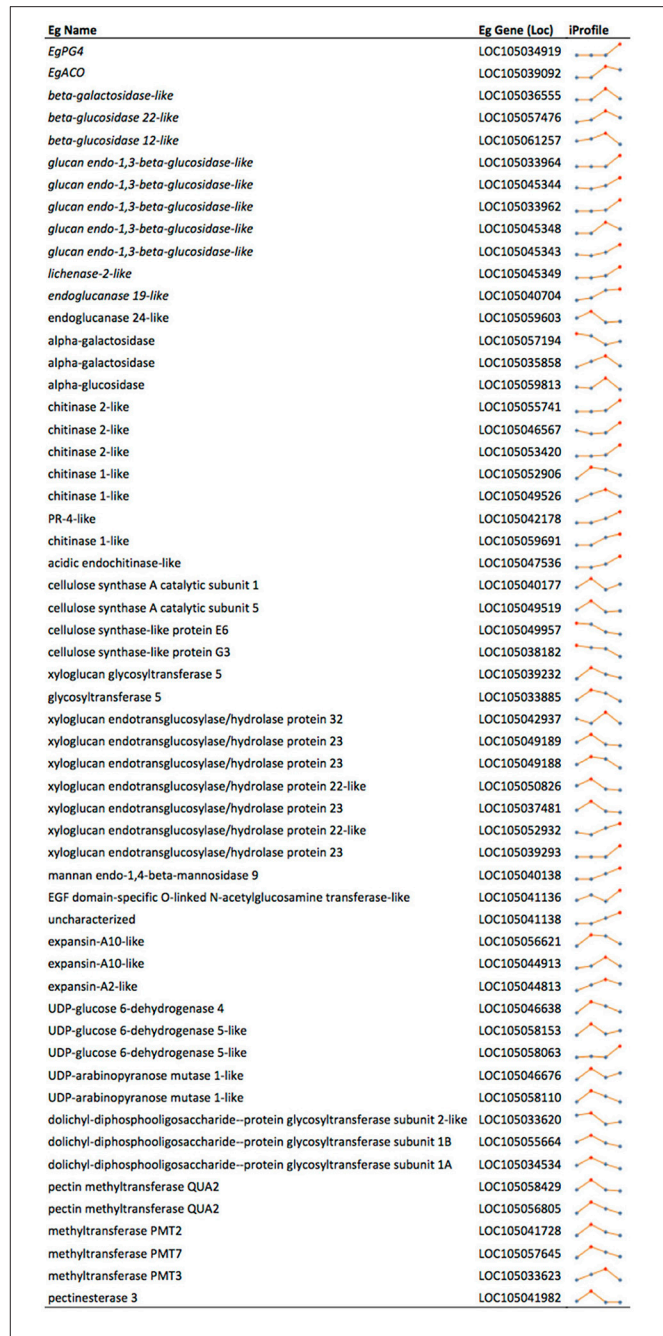 Eg Name Eg Gene (Loc) iProfile
EgPG4 LOC105034919
EgACO LOC105039092
beta-galactosidase-like LOC105036555
beta-glucosidase 22-like LOC105057476
beta-glucosidase 12-like LOC105061257
glucan endo-1,3-beta-glucosidase-like LOC105033964
glucan endo-1,3-beta-glucosidase-like LOC105045344
glucan endo-1,3-beta-glucosidase-like LOC105033962
glucan endo-1,3-beta-glucosidase-like LOC105045348
glucan endo-1,3-beta-glucosidase-like LOC105045343
lichenase-2-like LOC105045349
endoglucanase 19-like LOC105040704
endoglucanase 24-like LOC105059603
alpha-galactosidase LOC105057194
alpha-galactosidase LOC105035858
alpha-glucosidase LOC105059813
chitinase 2-like LOC105055741
chitinase 2-like LOC105046567
chitinase 2-like LOC105053420
chitinase 1-like LOC105052906
chitinase 1-like LOC105049526
PR-4-like LOC105042178
chitinase 1-like LOC105059691
acidic endochitinase-like LOC105047536
cellulose synthase A catalytic subunit 1 LOC105040177
cellulose synthase A catalytic subunit 5 LOC105049519
cellulose synthase-like protein E6 LOC105049957
cellulose synthase-like protein G3 LOC105038182
xyloglucan glycosyltransferase 5 LOC105039232
glycosyltransferase 5 LOC105033885
xyloglucan endotransglucosylase/hydrolase protein 32 LOC105042937
xyloglucan endotransglucosylase/hydrolase protein 23 LOC105049189
xyloglucan endotransglucosylase/hydrolase protein 23 LOC105049188
xyloglucan endotransglucosylase/hydrolase protein 22-like LOC105050826
xyloglucan endotransglucosylase/hydrolase protein 23 LOC105037481
xyloglucan endotransglucosylase/hydrolase protein 22-like LOC105052932
xyloglucan endotransglucosylase/hydrolase protein 23 LOC105039293
mannan endo-1,4-beta-mannosidase 9 LOC105040138
EGF domain-specific O-linked N-acetylglucosamine transferase-like LOC105041136
uncharacterized LOC105041138
expansin-A10-like LOC105056621
expansin-A10-like LOC105044913
expansin-A2-like LOC105044813
UDP-glucose 6-dehydrogenase 4 LOC105046638
UDP-glucose 6-dehydrogenase 5-like LOC105058153
UDP-glucose 6-dehydrogenase 5-like LOC105058063
UDP-arabinopyranose mutase 1-like LOC105046676
UDP-arabinopyranose mutase 1-like LOC105058110
dolichyl-diphosphooligosaccharide--protein glycosyltransferase subunit 2-like LOC105033620
dolichyl-diphosphooligosaccharide--protein glycosyltransferase subunit 1B LOC105055664
dolichyl-diphosphooligosaccharide--protein glycosyltransferase subunit 1A LOC105034534
pectin methyltransferase QUA2 LOC105058429
pectin methyltransferase QUA2 LOC105056805
methyltransferase PMT2 LOC105041728
methyltransferase PMT7 LOC105057645
methyltransferase PMT3 LOC105033623
pectinesterase 3 LOC105041982